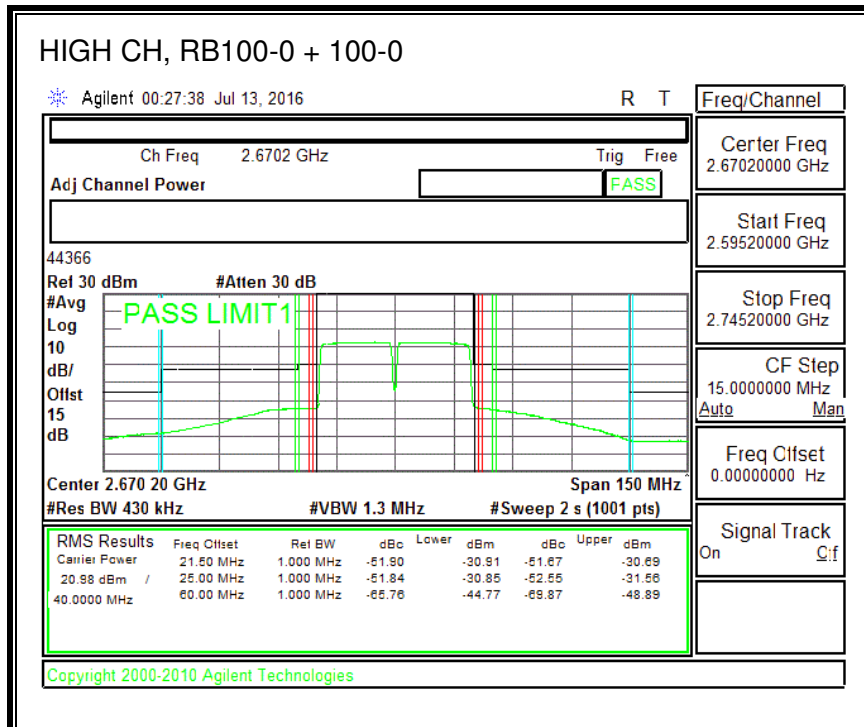 HIGH CH, RB100-0 + 100-0
Agilent 00:27:38 Jul 13, 2016 R T
Freq/Channel
Ch Freq 2.6702 GHz Trig Free
Adj Channel Power PASS
Center Freq
2.67020000 GHz
Start Freq
2.59520000 GHz
Stop Freq
2.74520000 GHz
CF Step
15.0000000 MHz
Auto Man
Freq Offset
0.00000000 Hz
Signal Track
On Off
44366
Ref 30 dBm #Atten 30 dB
#Avg
Log
10
dB/
Offst
15
dB
PASS LIMIT1
Center 2.670 20 GHz Span 150 MHz
#Res BW 430 kHz #VBW 1.3 MHz #Sweep 2 s (1001 pts)
RMS Results Freq Offset Ref BW dBc Lower dBm dBc Upper dBm
Carrier Power 21.50 MHz 1.000 MHz -51.90 -30.91 -51.67 -30.69
20.98 dBm / 25.00 MHz 1.000 MHz -51.84 -30.85 -52.55 -31.56
40.0000 MHz 60.00 MHz 1.000 MHz -65.76 -44.77 -69.87 -48.89
Copyright 2000-2010 Agilent Technologies